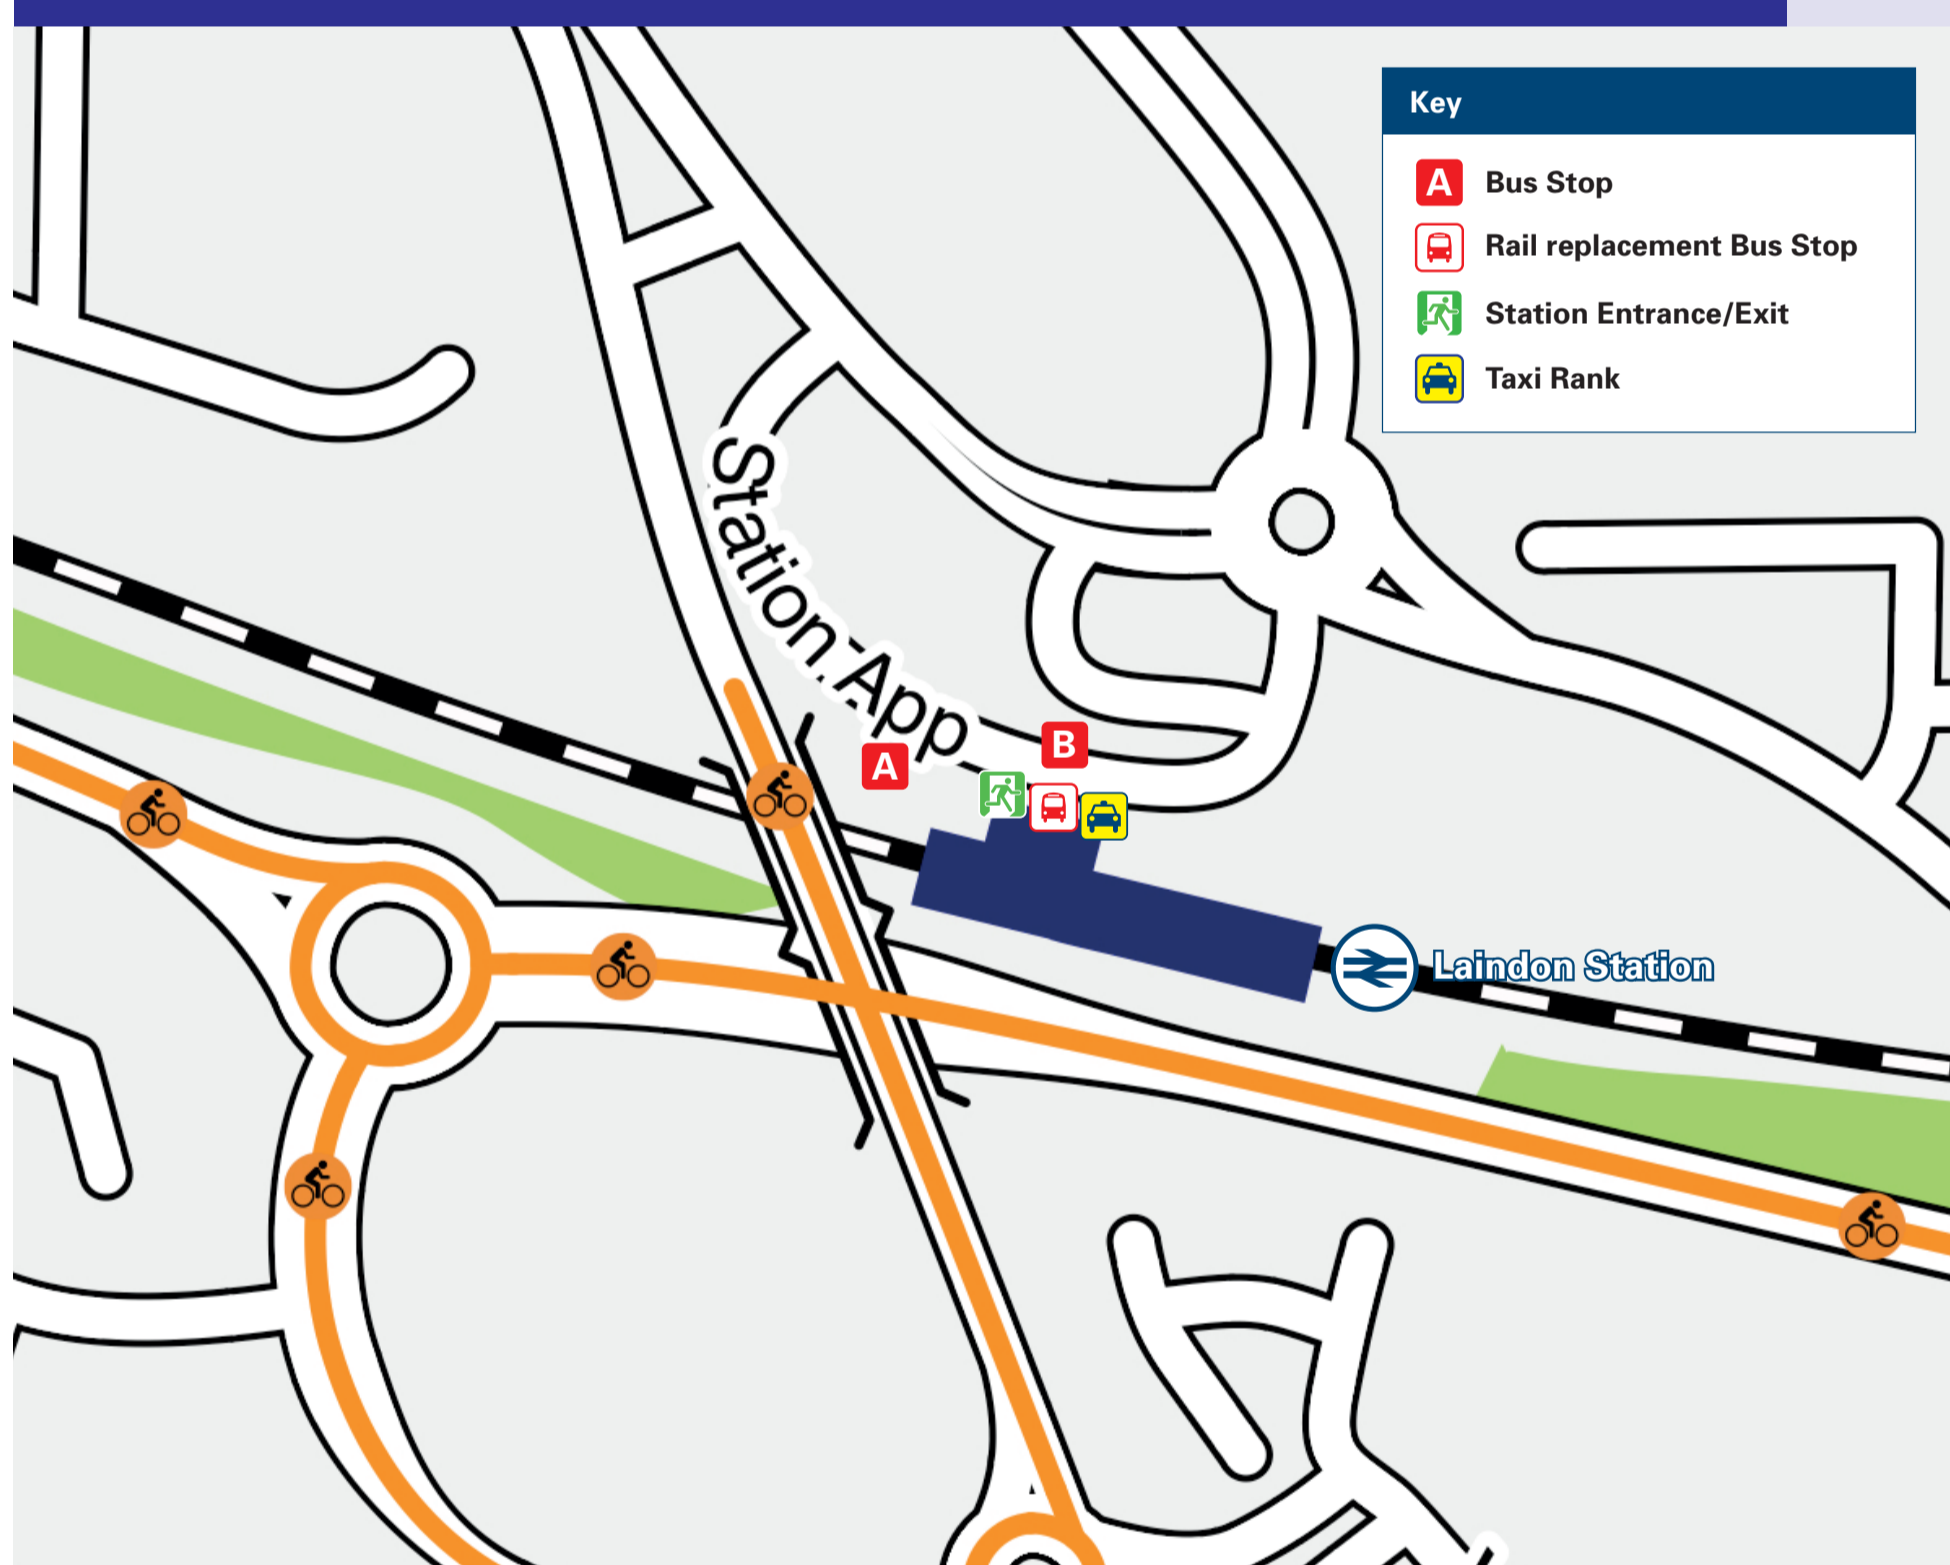 Key
A Bus Stop
Rail replacement Bus Stop
Station Entrance/Exit
Taxi Rank
Station App
A
B
Laindon Station